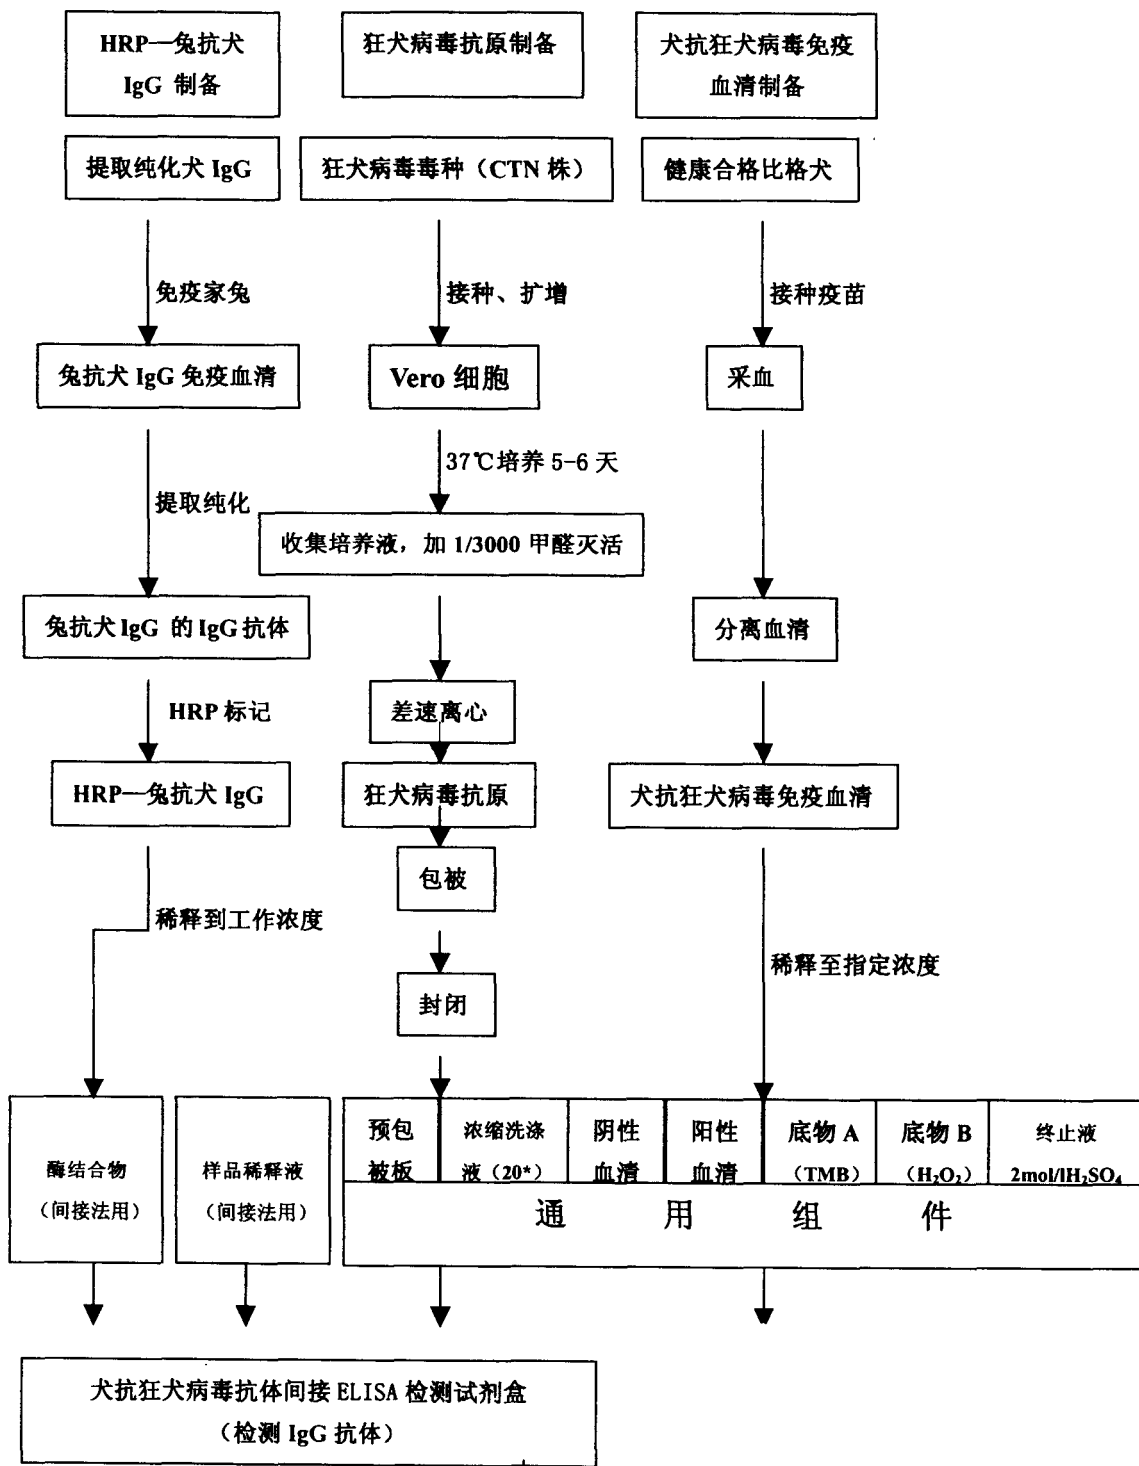 HRP—兔抗犬
IgG 制备
狂犬病毒抗原制备
犬抗狂犬病毒免疫
血清制备
提取纯化犬 IgG
狂犬病毒毒种（CTN 株）
健康合格比格犬
免疫家兔
接种、扩增
接种疫苗
兔抗犬 IgG 免疫血清
Vero 细胞
采血
37℃培养 5-6 天
提取纯化
收集培养液，加 1/3000 甲醛灭活
兔抗犬 IgG 的 IgG 抗体
分离血清
差速离心
HRP 标记
HRP—兔抗犬 IgG
狂犬病毒抗原
犬抗狂犬病毒免疫血清
包被
稀释到工作浓度
稀释至指定浓度
封闭
酶结合物
（间接法用）
样品稀释液
（间接法用）
预包
被板
浓缩洗涤
液（20*）
阴性
血清
阳性
血清
底物 A
（TMB）
底物 B
（H₂O₂）
终止液
2mol/lH₂SO₄
通 用 组 件
犬抗狂犬病毒抗体间接 ELISA 检测试剂盒
（检测 IgG 抗体）